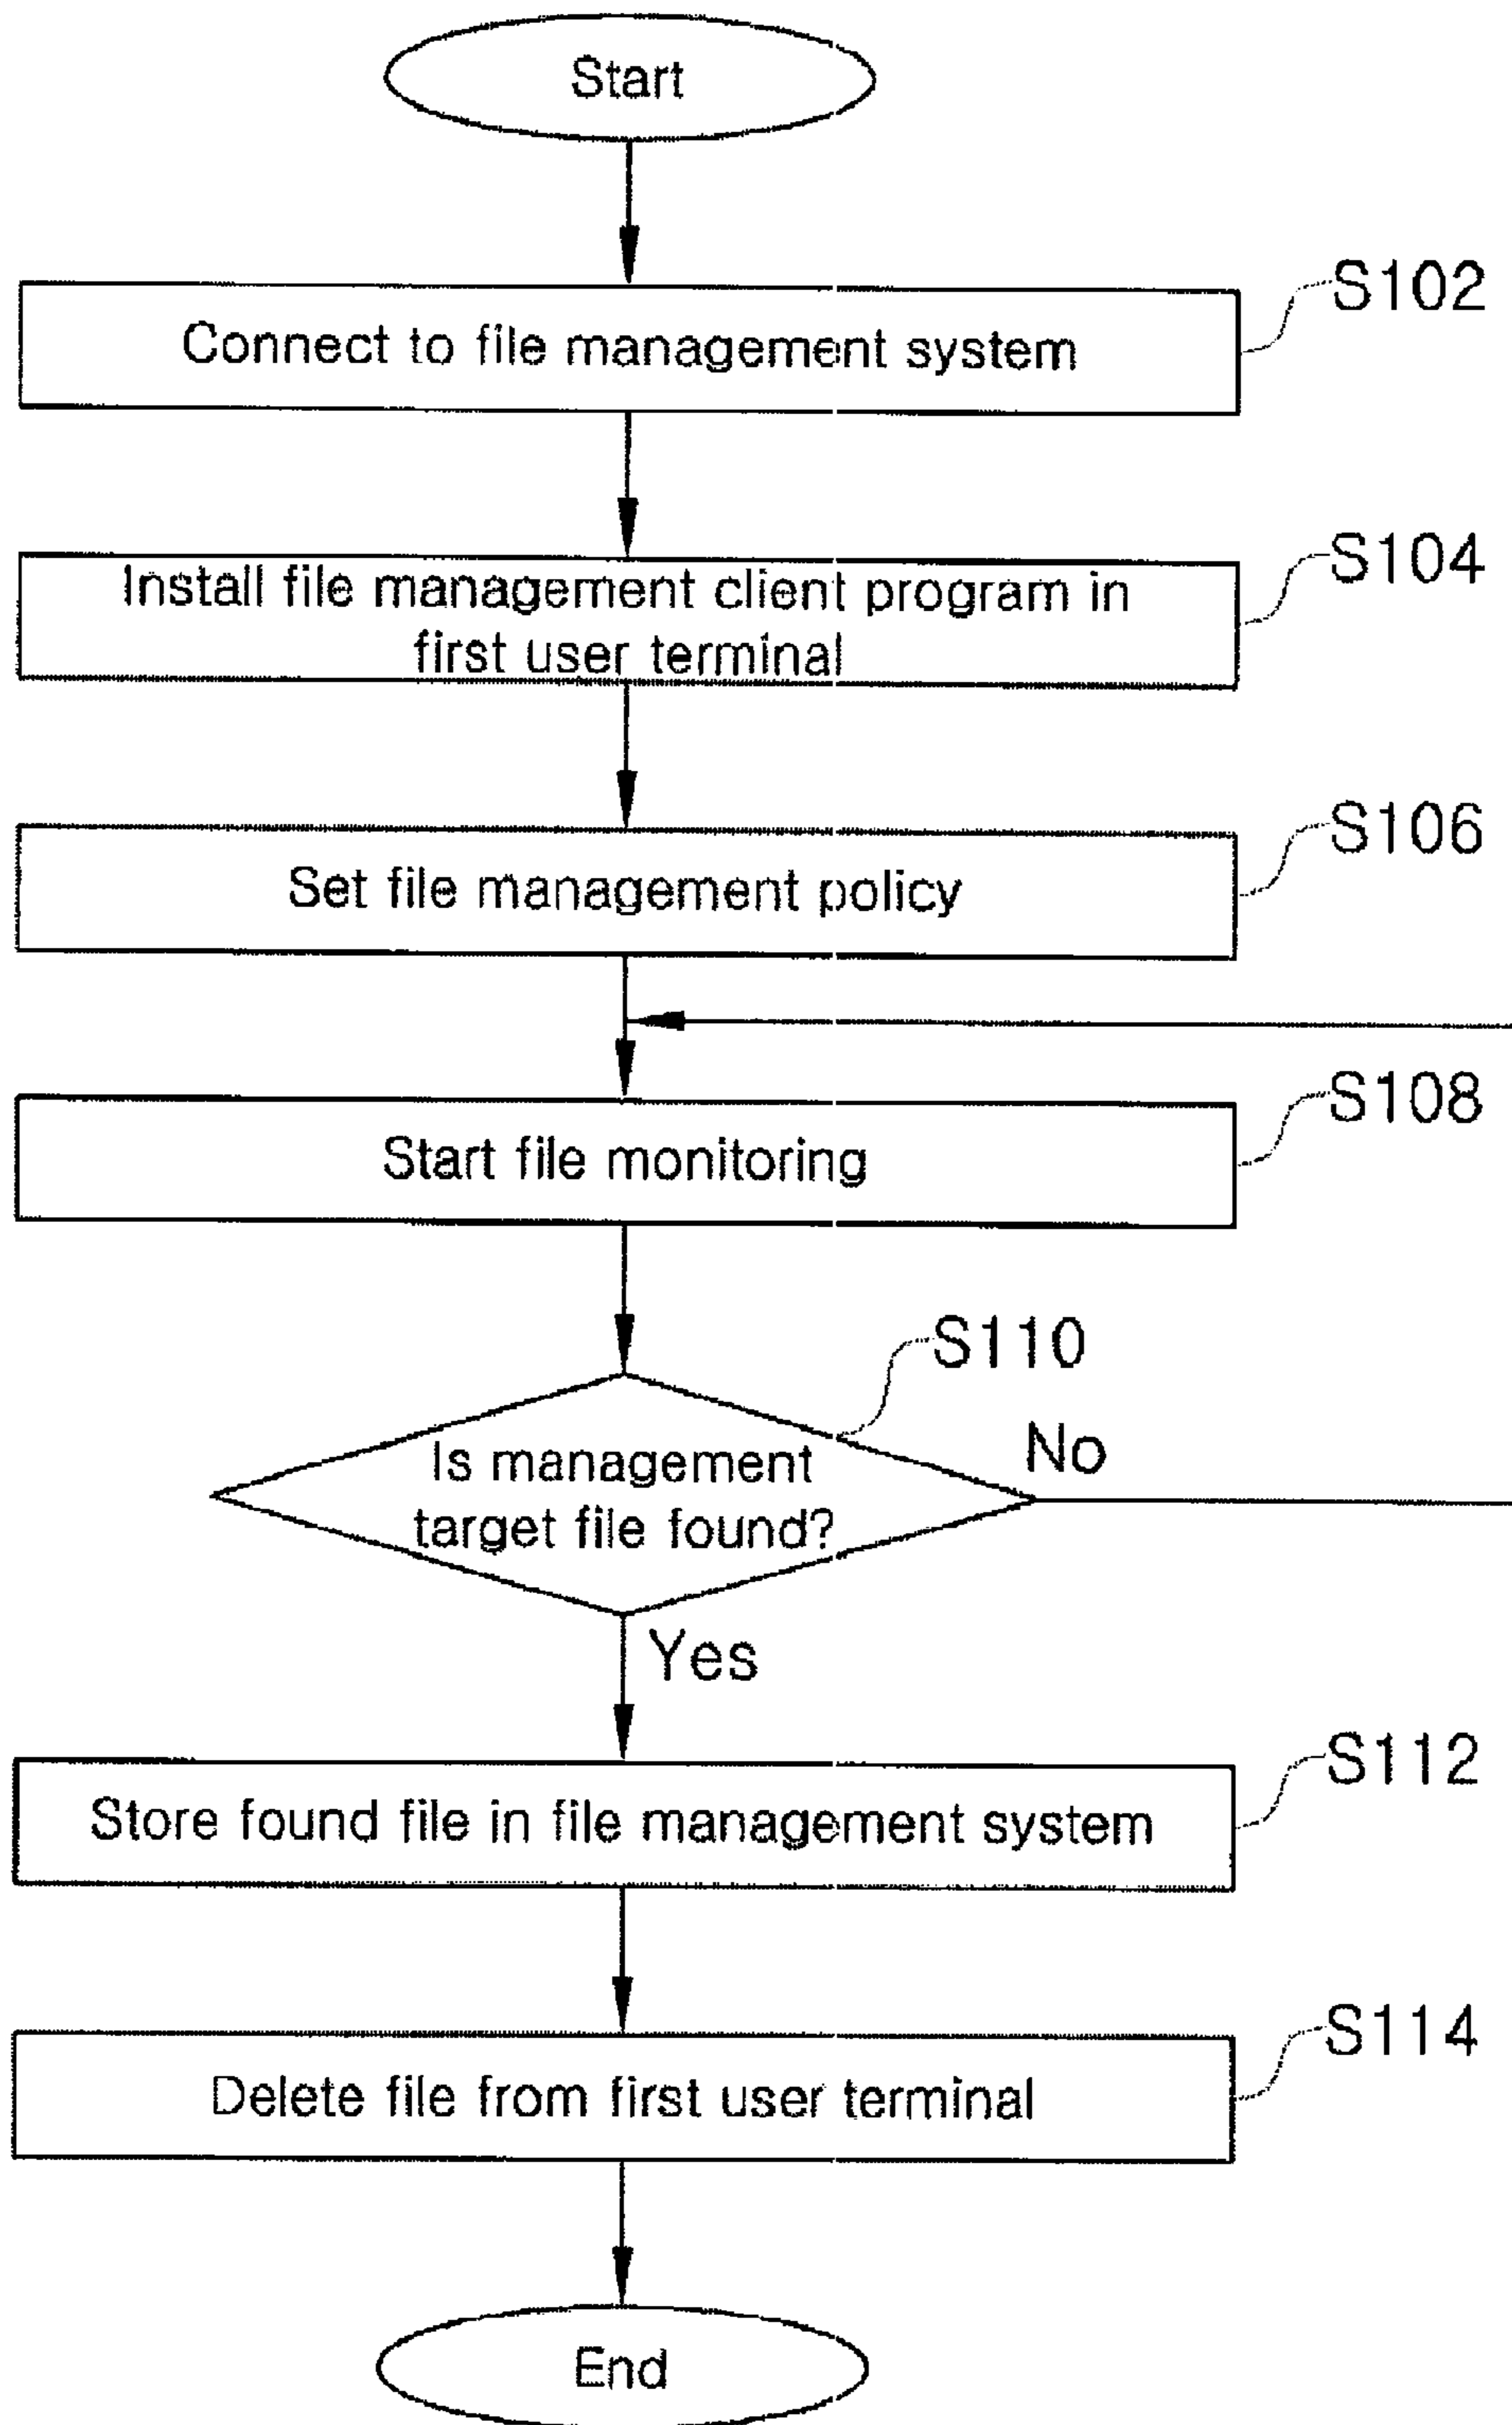 Start
S102
Connect to file management system
S104
Install file management client program in
first user terminal
S106
Set file management policy
S108
Start file monitoring
S110
No
Is management
target file found?
Yes
S112
Store found file in file management system
S114
Delete file from first user terminal
End